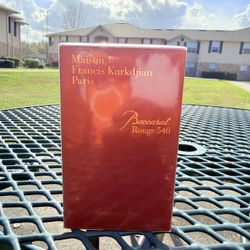 Maison
Francis Kurkdjian
Paris
Baccarat
Rouge 540